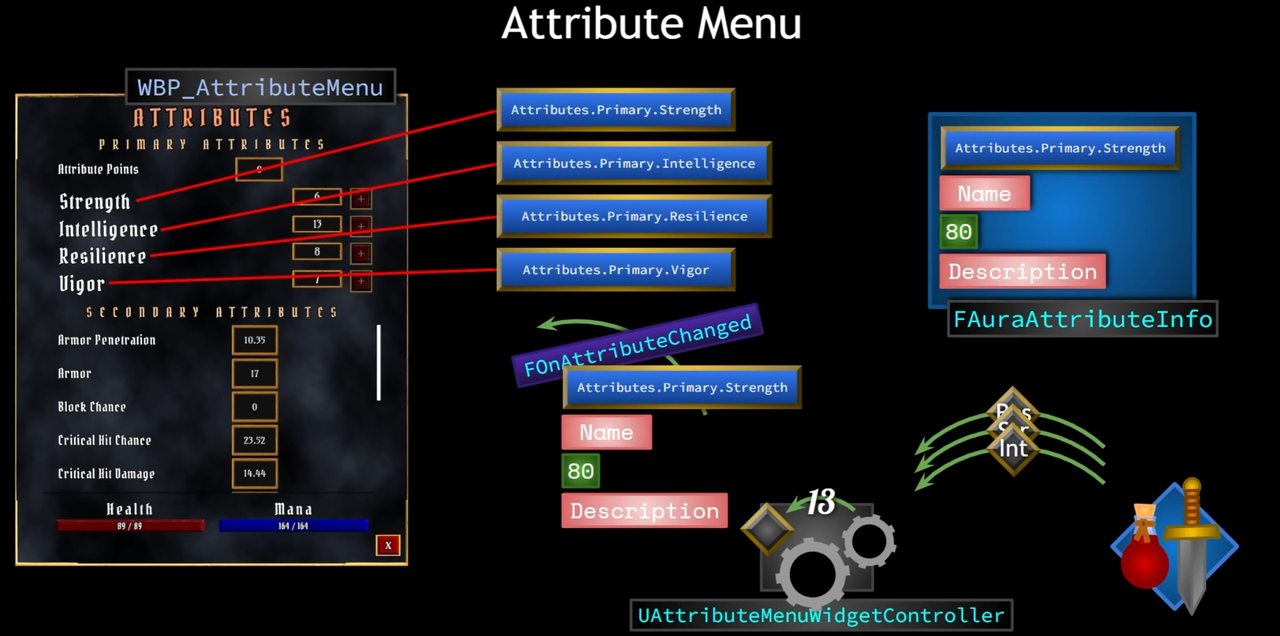 Attribute Menu
WBP_AttributeMenu
ATTRIBUTES
PRIMARY ATTRIBUTES
Attribute Points
Strength 6 +
Intelligence 13 +
Resilience 8 +
Vigor 7 +
SECONDARY ATTRIBUTES
Armor Penetration 10.35
Armor 17
Block Chance 0
Critical Hit Chance 23.52
Critical Hit Damage 14.44
Health Mana
89 / 89 164 / 164
X
Attributes.Primary.Strength
Attributes.Primary.Intelligence
Attributes.Primary.Resilience
Attributes.Primary.Vigor
FOnAttributeChanged
Attributes.Primary.Strength
Name
80
Description
13
UAttributeMenuWidgetController
Attributes.Primary.Strength
Name
80
Description
FAuraAttributeInfo
Int